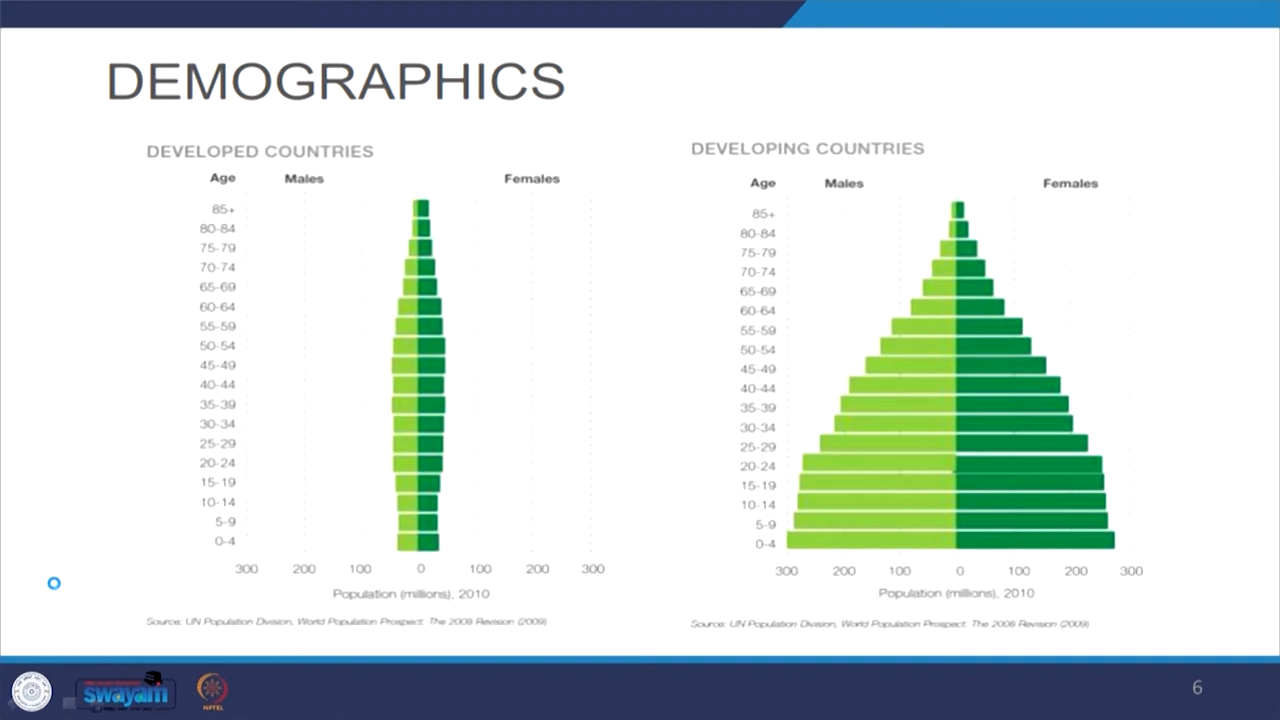 DEMOGRAPHICS
DEVELOPED COUNTRIES
Age Males Females
85+
80-84
75-79
70-74
65-69
60-64
55-59
50-54
45-49
40-44
35-39
30-34
25-29
20-24
15-19
10-14
5-9
0-4
300 200 100 0 100 200 300
Population (millions), 2010
Source: UN Population Division, World Population Prospect: The 2008 Revision (2009)
DEVELOPING COUNTRIES
Age Males Females
85+
80-84
75-79
70-74
65-69
60-64
55-59
50-54
45-49
40-44
35-39
30-34
25-29
20-24
15-19
10-14
5-9
0-4
300 200 100 0 100 200 300
Population (millions), 2010
Source: UN Population Division, World Population Prospect: The 2008 Revision (2009)
swayam
NPTEL
6